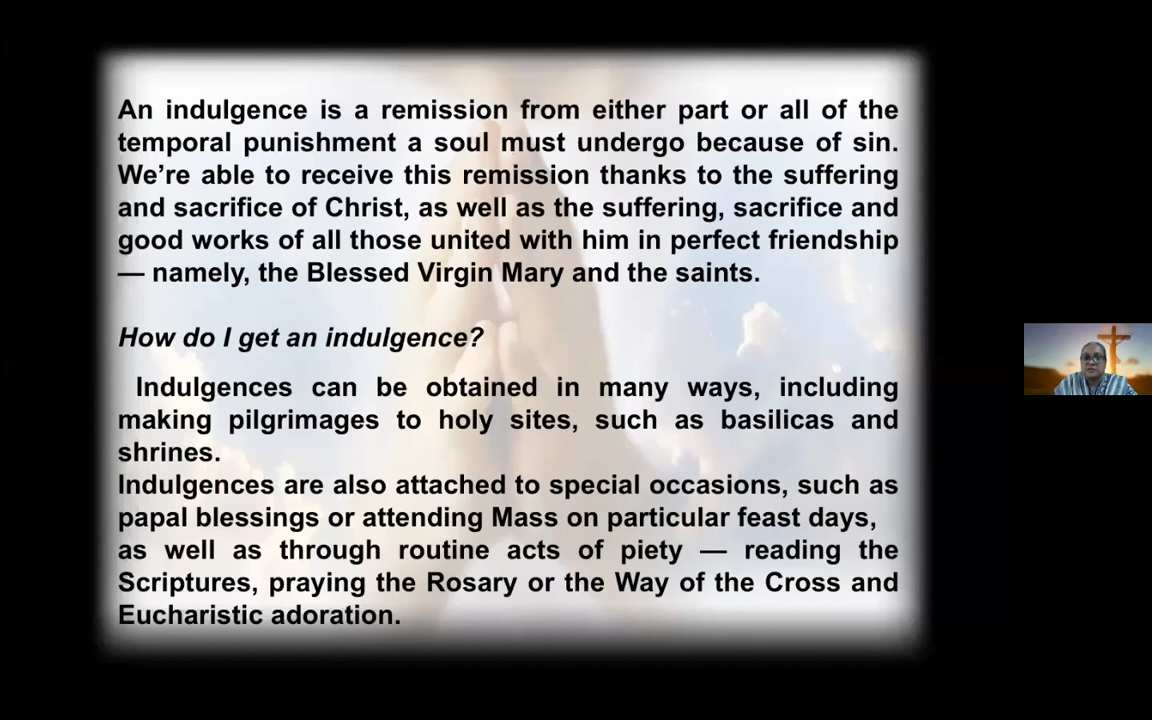 An indulgence is a remission from either part or all of the
temporal punishment a soul must undergo because of sin.
We’re able to receive this remission thanks to the suffering
and sacrifice of Christ, as well as the suffering, sacrifice and
good works of all those united with him in perfect friendship
— namely, the Blessed Virgin Mary and the saints.
How do I get an indulgence?
Indulgences can be obtained in many ways, including
making pilgrimages to holy sites, such as basilicas and
shrines.
Indulgences are also attached to special occasions, such as
papal blessings or attending Mass on particular feast days,
as well as through routine acts of piety — reading the
Scriptures, praying the Rosary or the Way of the Cross and
Eucharistic adoration.